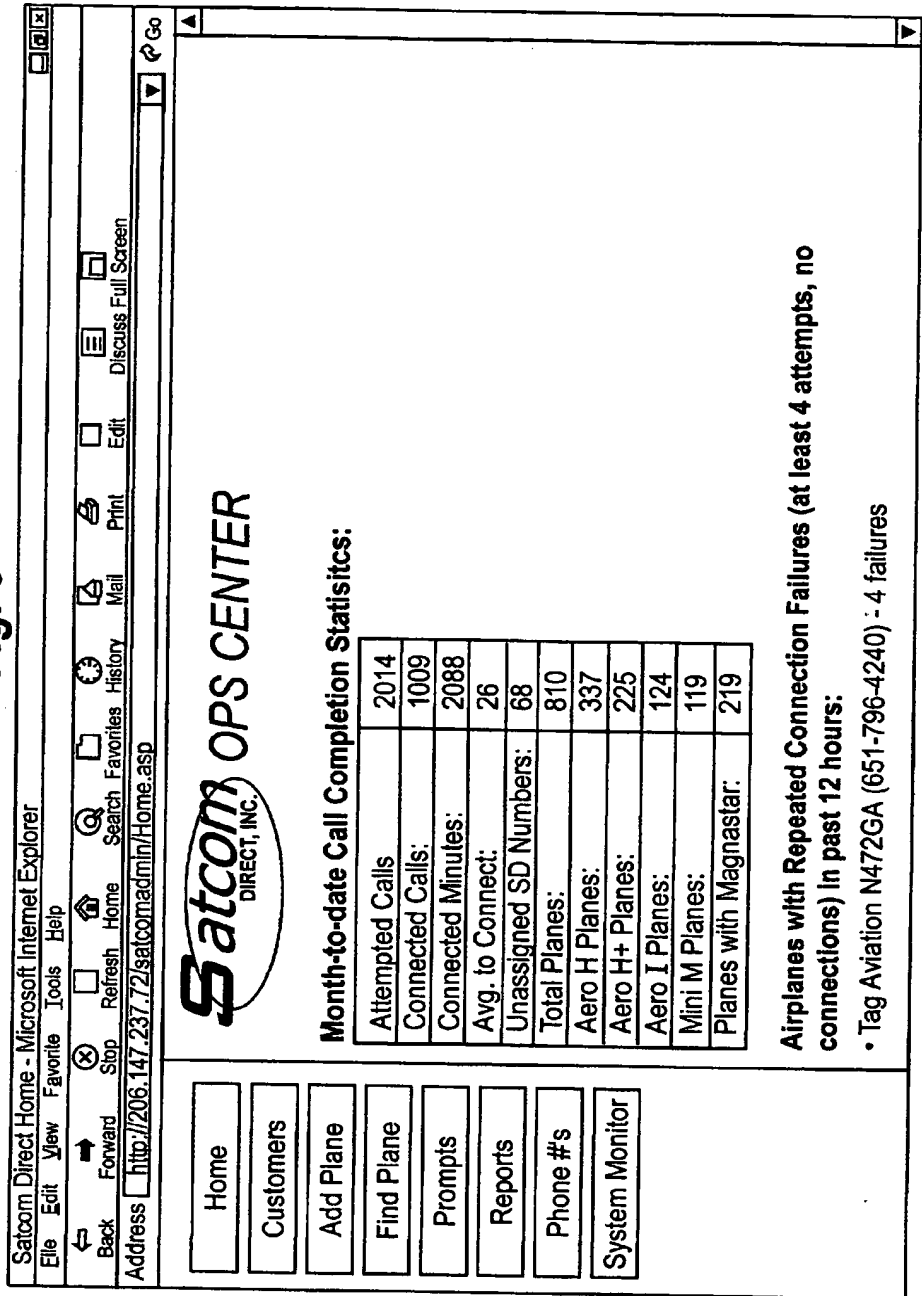 Satcom Direct Home - Microsoft Internet Explorer
File Edit View Favorite Tools Help
Back Forward Stop Refresh Home Search Favorites History Mail Print Edit Discuss Full Screen
Address http://206.147.237.72/satcomadmin/Home.asp Go
Home
Customers
Add Plane
Find Plane
Prompts
Reports
Phone #'s
System Monitor
Satcom OPS CENTER
DIRECT, INC.
Month-to-date Call Completion Statisitcs:
Attempted Calls 2014
Connected Calls: 1009
Connected Minutes: 2088
Avg. to Connect: 26
Unassigned SD Numbers: 68
Total Planes: 810
Aero H Planes: 337
Aero H+ Planes: 225
Aero I Planes: 124
Mini M Planes: 119
Planes with Magnastar: 219
Airplanes with Repeated Connection Failures (at least 4 attempts, no
connections) In past 12 hours:
• Tag Aviation N472GA (651-796-4240) - 4 failures